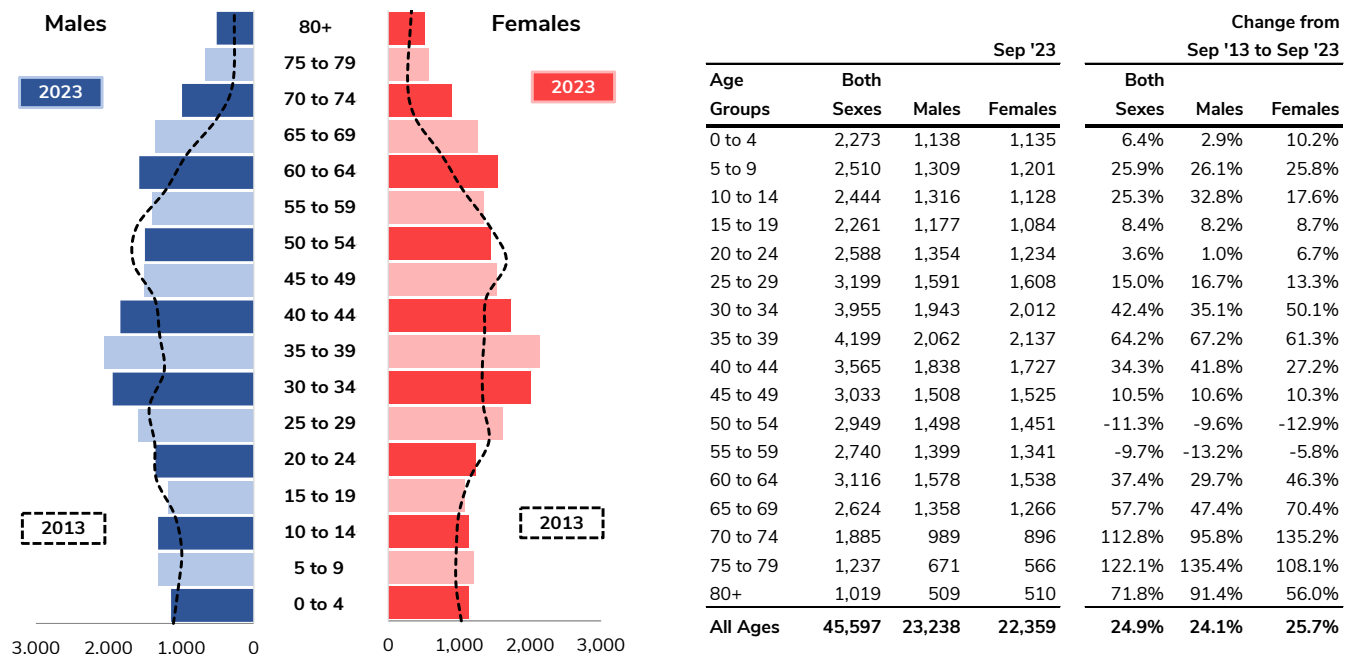 Males
Females
2023
2023
80+
75 to 79
70 to 74
65 to 69
60 to 64
55 to 59
50 to 54
45 to 49
40 to 44
35 to 39
30 to 34
25 to 29
20 to 24
15 to 19
10 to 14
5 to 9
0 to 4
2013
2013
3,000 2,000 1,000 0
0 1,000 2,000 3,000
Change from
Sep '23 Sep '13 to Sep '23
Age Both Both
Groups Sexes Males Females Sexes Males Females
0 to 4 2,273 1,138 1,135 6.4% 2.9% 10.2%
5 to 9 2,510 1,309 1,201 25.9% 26.1% 25.8%
10 to 14 2,444 1,316 1,128 25.3% 32.8% 17.6%
15 to 19 2,261 1,177 1,084 8.4% 8.2% 8.7%
20 to 24 2,588 1,354 1,234 3.6% 1.0% 6.7%
25 to 29 3,199 1,591 1,608 15.0% 16.7% 13.3%
30 to 34 3,955 1,943 2,012 42.4% 35.1% 50.1%
35 to 39 4,199 2,062 2,137 64.2% 67.2% 61.3%
40 to 44 3,565 1,838 1,727 34.3% 41.8% 27.2%
45 to 49 3,033 1,508 1,525 10.5% 10.6% 10.3%
50 to 54 2,949 1,498 1,451 -11.3% -9.6% -12.9%
55 to 59 2,740 1,399 1,341 -9.7% -13.2% -5.8%
60 to 64 3,116 1,578 1,538 37.4% 29.7% 46.3%
65 to 69 2,624 1,358 1,266 57.7% 47.4% 70.4%
70 to 74 1,885 989 896 112.8% 95.8% 135.2%
75 to 79 1,237 671 566 122.1% 135.4% 108.1%
80+ 1,019 509 510 71.8% 91.4% 56.0%
All Ages 45,597 23,238 22,359 24.9% 24.1% 25.7%